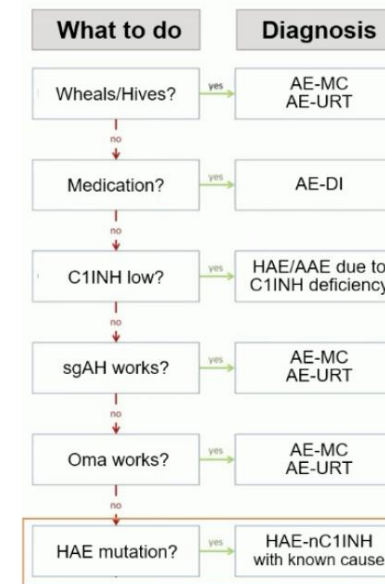 What to do
Diagnosis
Wheals/Hives?
yes
AE-MC
AE-URT
no
Medication?
yes
AE-DI
no
C1INH low?
yes
HAE/AAE due to
C1INH deficiency
no
sgAH works?
yes
AE-MC
AE-URT
no
Oma works?
yes
AE-MC
AE-URT
no
HAE mutation?
yes
HAE-nC1INH
with known cause